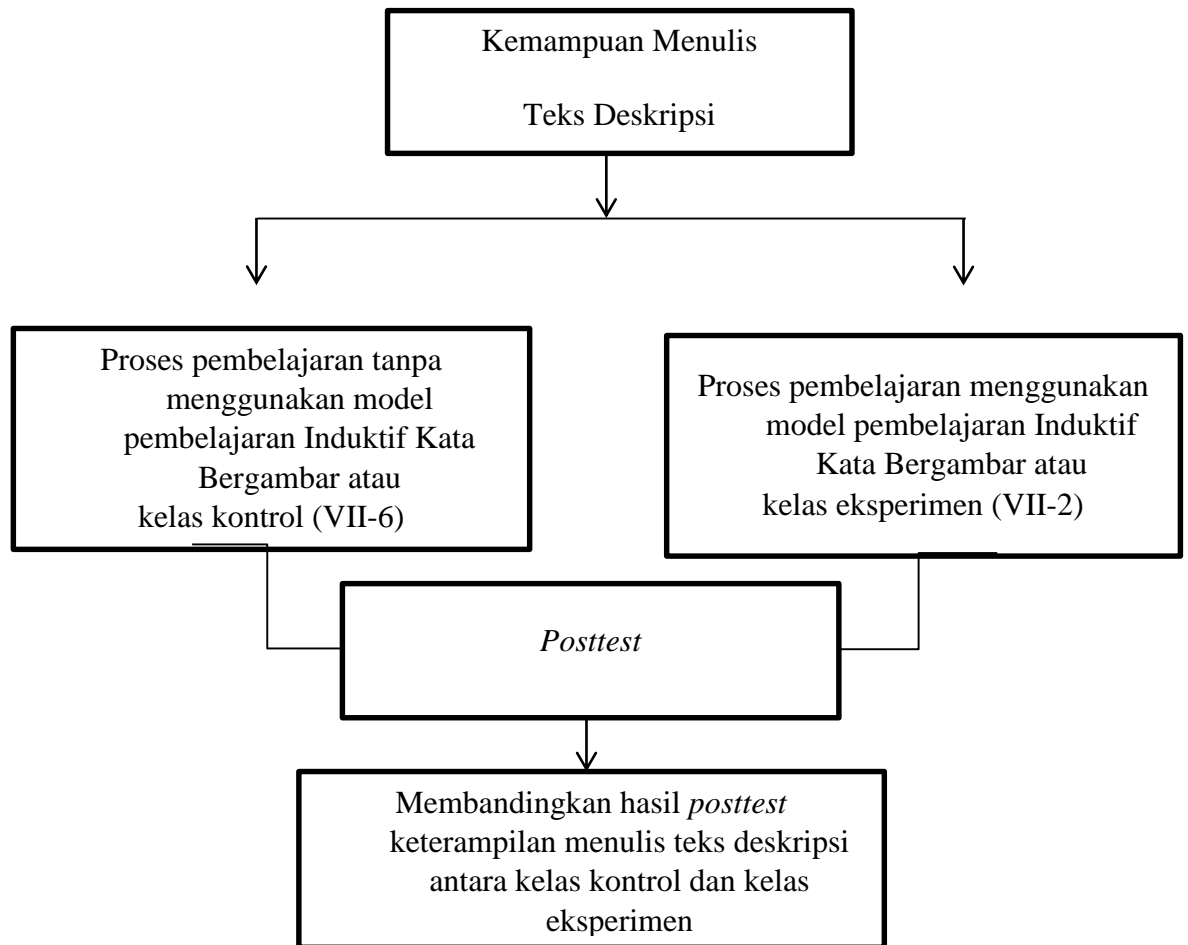 Kemampuan Menulis
Teks Deskripsi
Proses pembelajaran tanpa
menggunakan model
pembelajaran Induktif Kata
Bergambar atau
kelas kontrol (VII-6)
Proses pembelajaran menggunakan
model pembelajaran Induktif
Kata Bergambar atau
kelas eksperimen (VII-2)
Posttest
Membandingkan hasil posttest
keterampilan menulis teks deskripsi
antara kelas kontrol dan kelas
eksperimen